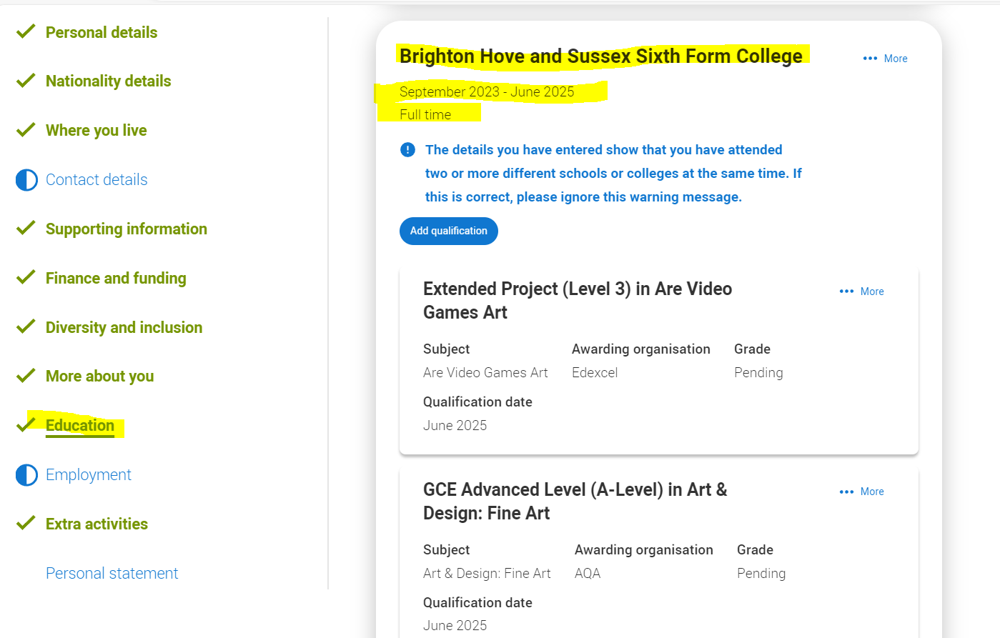 Personal details
Nationality details
Where you live
Contact details
Supporting information
Finance and funding
Diversity and inclusion
More about you
Education
Employment
Extra activities
Personal statement
Brighton Hove and Sussex Sixth Form College
More
September 2023 - June 2025
Full time
The details you have entered show that you have attended
two or more different schools or colleges at the same time. If
this is correct, please ignore this warning message.
Add qualification
Extended Project (Level 3) in Are Video
Games Art
More
Subject Awarding organisation Grade
Are Video Games Art Edexcel Pending
Qualification date
June 2025
GCE Advanced Level (A-Level) in Art &
Design: Fine Art
More
Subject Awarding organisation Grade
Art & Design: Fine Art AQA Pending
Qualification date
June 2025